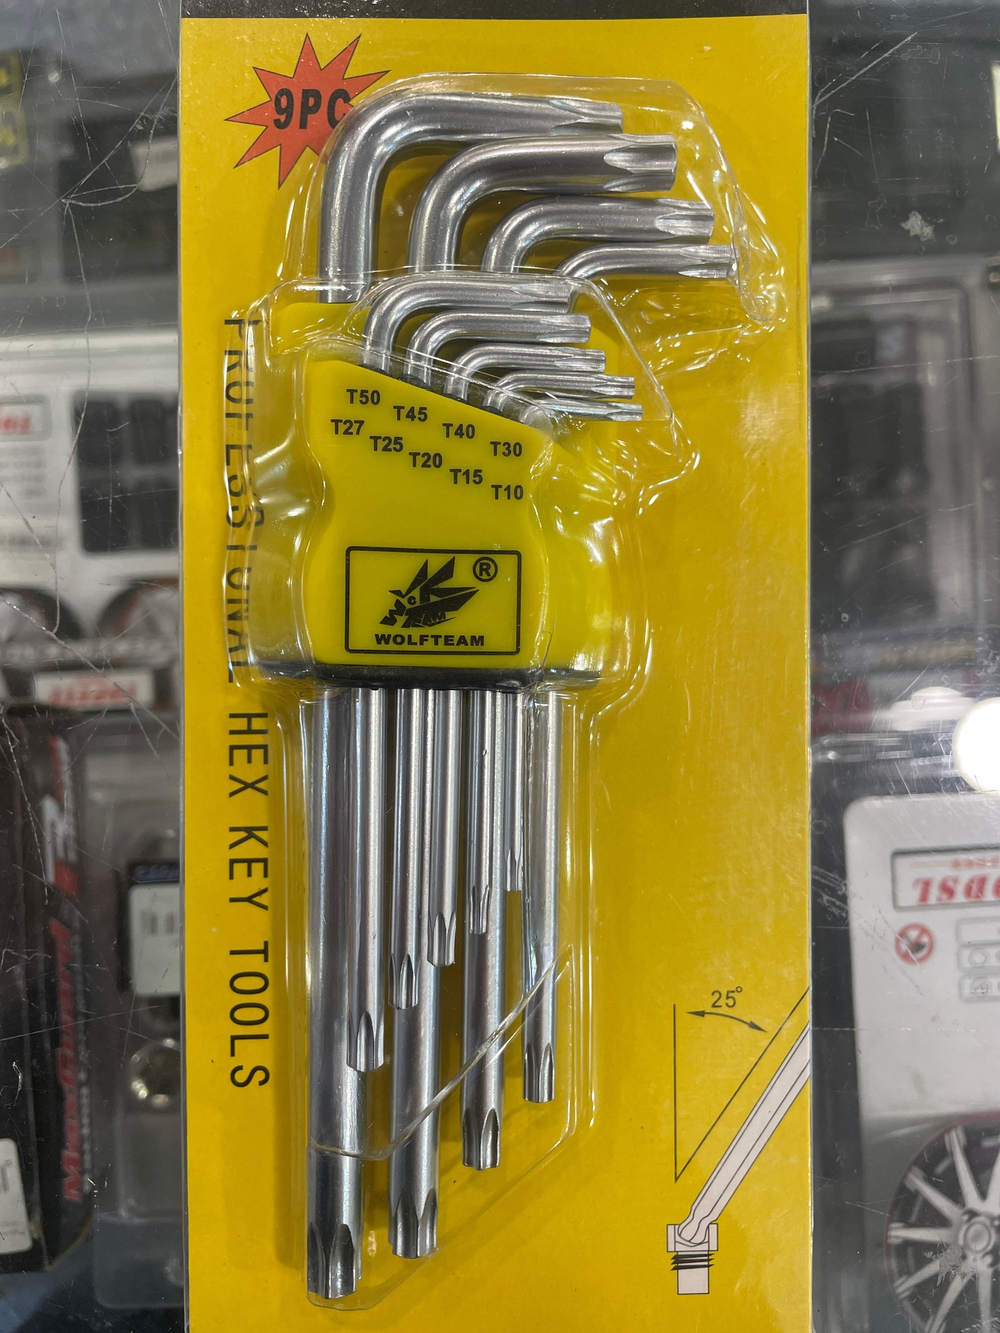 9PC
T50
T45
T40
T30
T27
T25
T20
T15
T10
®
WOLFTEAM
PROFESSIONAL HEX KEY TOOLS
25°